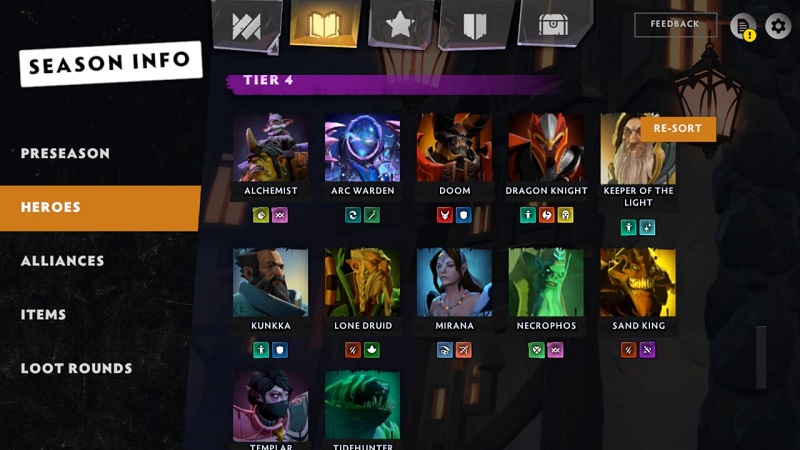 FEEDBACK
SEASON INFO
TIER 4
RE-SORT
PRESEASON
HEROES
ALLIANCES
ITEMS
LOOT ROUNDS
ALCHEMIST
ARC WARDEN
DOOM
DRAGON KNIGHT
KEEPER OF THE
LIGHT
KUNKKA
LONE DRUID
MIRANA
NECROPHOS
SAND KING
TEMPLAR
TIDEHUNTER